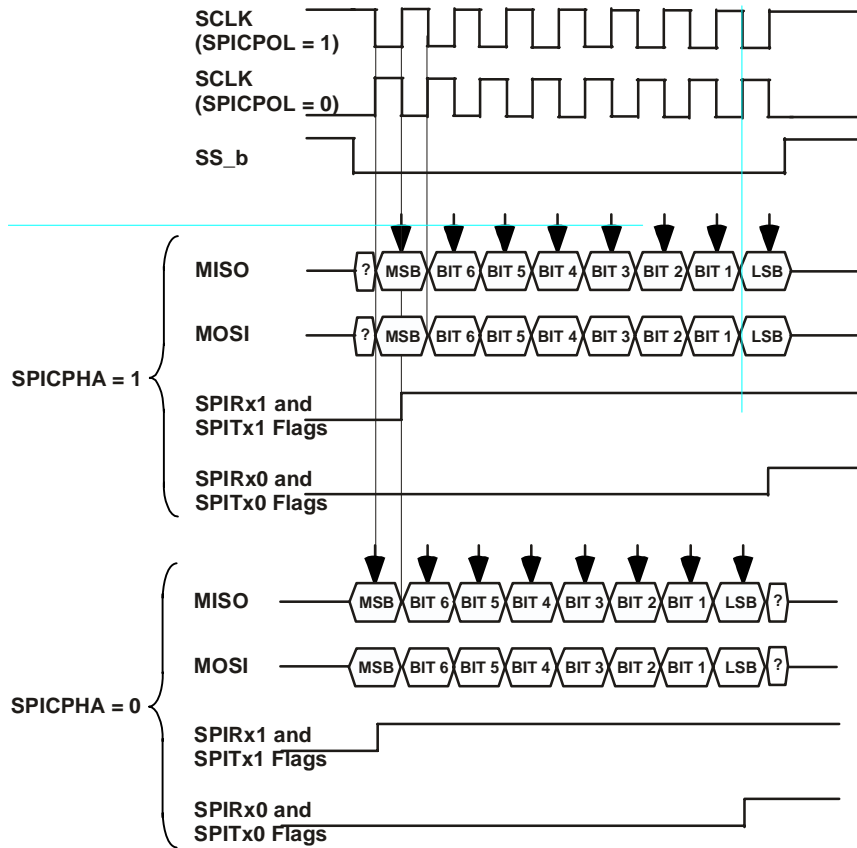 SCLK
(SPICPOL = 1)
SCLK
(SPICPOL = 0)
SS_b
SPICPHA = 1
MISO
? MSB BIT 6 BIT 5 BIT 4 BIT 3 BIT 2 BIT 1 LSB
MOSI
? MSB BIT 6 BIT 5 BIT 4 BIT 3 BIT 2 BIT 1 LSB
SPIRx1 and
SPITx1 Flags
SPIRx0 and
SPITx0 Flags
SPICPHA = 0
MISO
MSB BIT 6 BIT 5 BIT 4 BIT 3 BIT 2 BIT 1 LSB ?
MOSI
MSB BIT 6 BIT 5 BIT 4 BIT 3 BIT 2 BIT 1 LSB ?
SPIRx1 and
SPITx1 Flags
SPIRx0 and
SPITx0 Flags